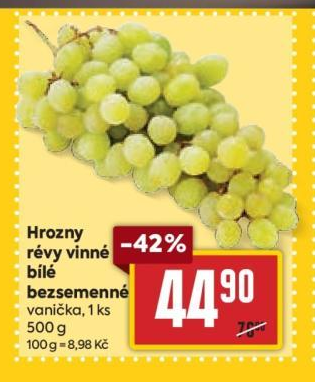 Hrozny
révy vinné
bílé
bezsemenné
vanička, 1 ks
500 g
100 g = 8,98 Kč
-42%
44 90